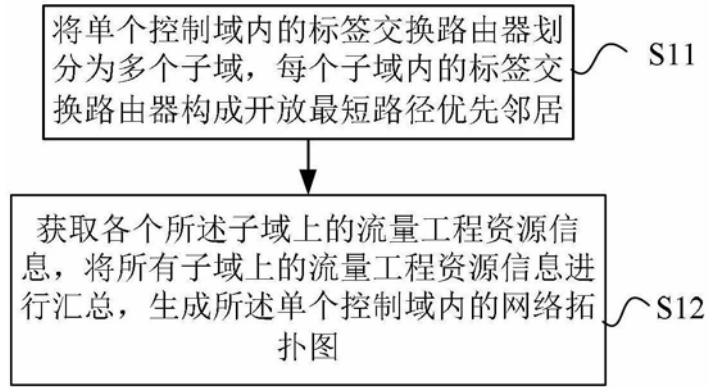 将单个控制域内的标签交换路由器划
分为多个子域，每个子域内的标签交
换路由器构成开放最短路径优先邻居
S11
获取各个所述子域上的流量工程资源信
息，将所有子域上的流量工程资源信息进
行汇总，生成所述单个控制域内的网络拓
扑图
S12